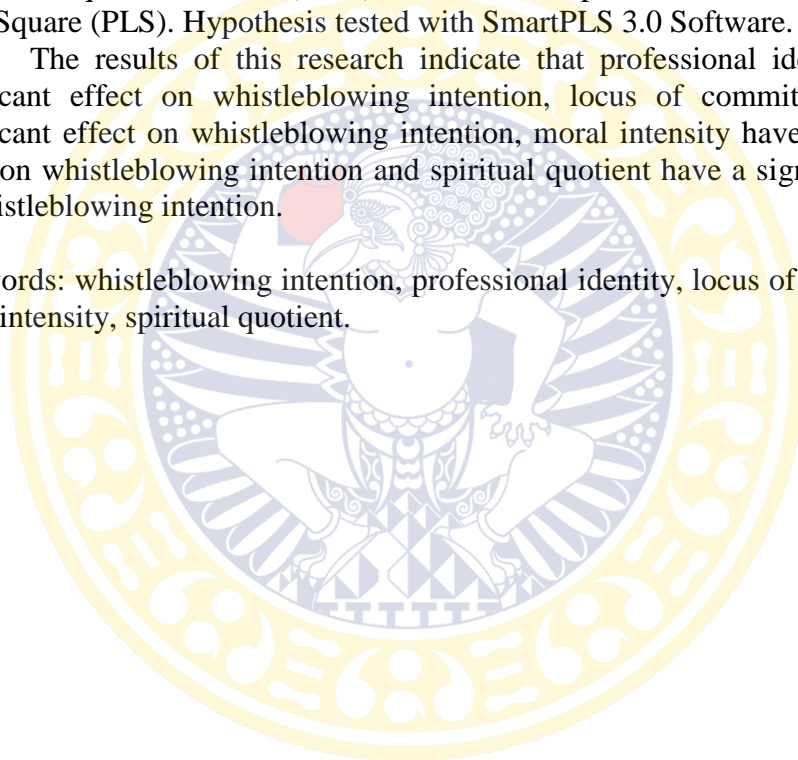 Square (PLS). Hypothesis tested with SmartPLS 3.0 Software.
The results of this research indicate that professional ide
cant effect on whistleblowing intention, locus of commit
cant effect on whistleblowing intention, moral intensity have
on whistleblowing intention and spiritual quotient have a sign
istleblowing intention.
ords: whistleblowing intention, professional identity, locus of
intensity, spiritual quotient.